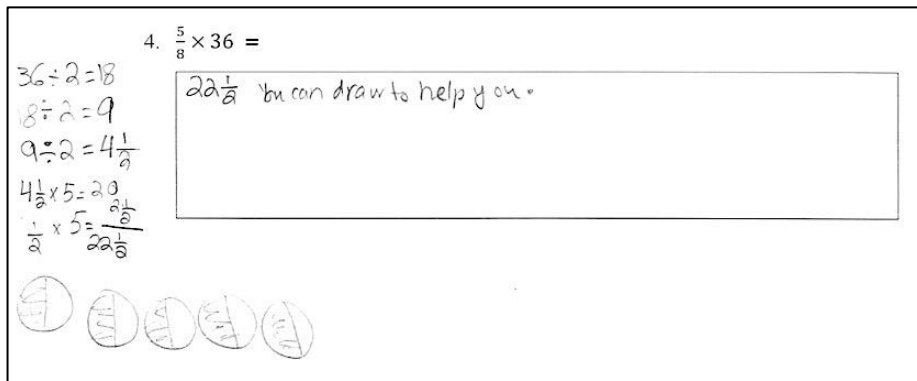 4. 5/8 × 36 =
36÷2=18
18÷2=9
9÷2=4 1/2
4 1/2 x 5=20
2 1/2
1/2 x 5=
22 1/2
22 1/2 You can draw to help you.